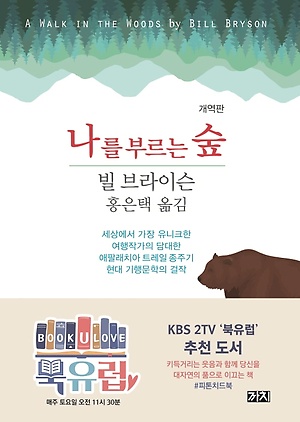 A WALK IN THE WOODS by BILL BRYSON
개역판
나를 부르는 숲
빌 브라이슨
홍은택 옮김
세상에서 가장 유니크한
여행작가의 담대한
애팔래치아 트레일 종주기
현대 기행문학의 걸작
BOOK U LOVE
북유럽
매주 토요일 오전 11시 30분
KBS 2TV ‘북유럽’
추천 도서
키득거리는 웃음과 함께 당신을
대자연의 품으로 이끄는 책
#피톤치드북
까치